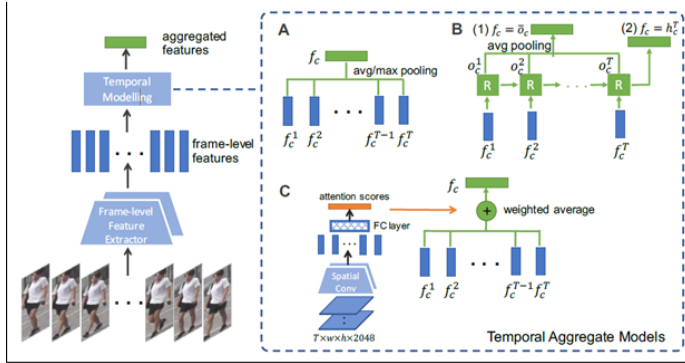 aggregated
features
Temporal
Modelling
frame-level
features
. . .
Frame-level
Feature
Extractor
. . .
A
f_c
avg/max pooling
. . .
f_c^1 f_c^2 f_c^{T-1} f_c^T
B
(1) f_c = ō_c
(2) f_c = h_c^T
avg pooling
o_c^1 o_c^2 o_c^T
R R . . . R
f_c^1 f_c^2 f_c^T
C
attention scores
FC layer
. . .
Spatial
Conv
T×w×h×2048
f_c
+ weighted average
. . .
f_c^1 f_c^2 f_c^{T-1} f_c^T
Temporal Aggregate Models